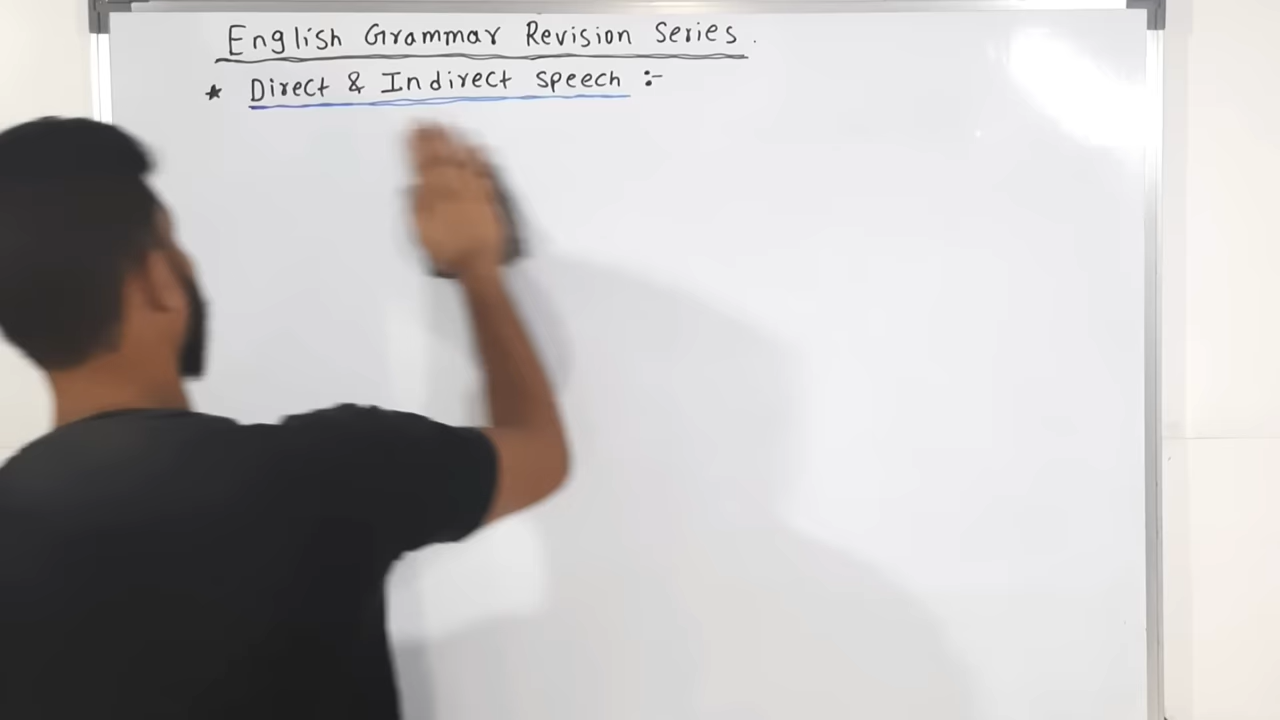 English Grammar Revision Series.
* Direct & Indirect speech :-